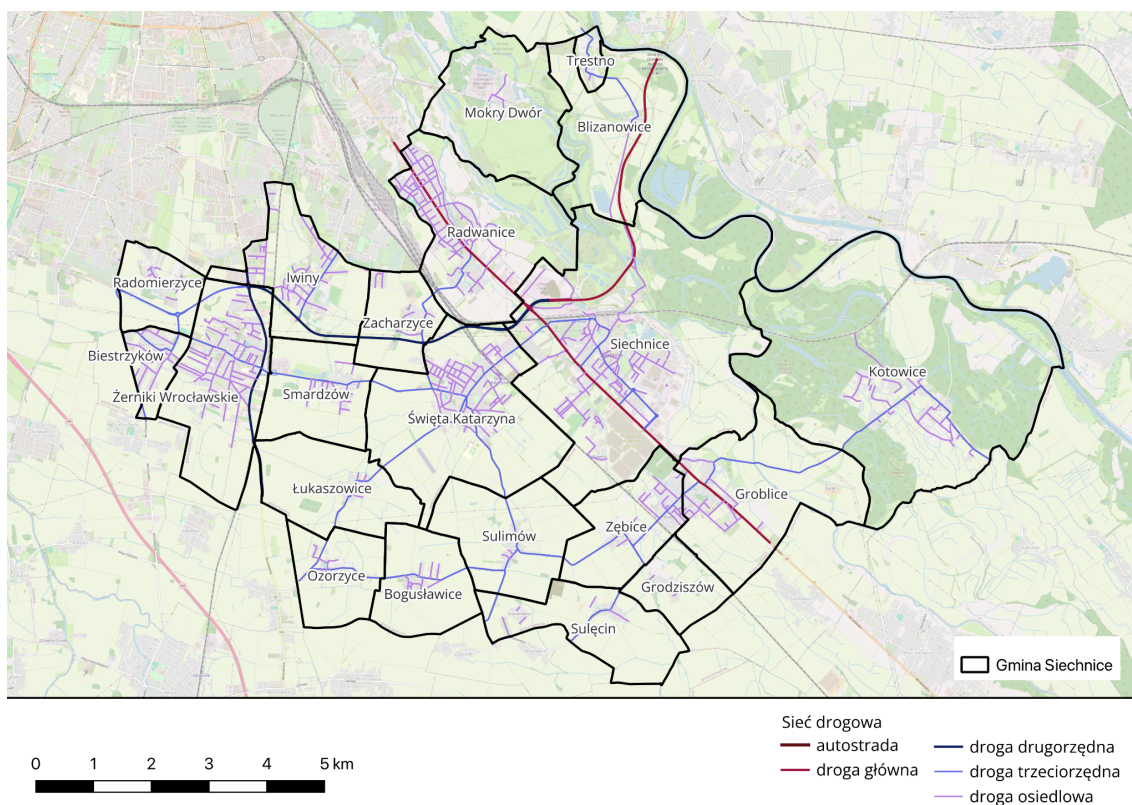 Trestno
Mokry Dwór
Blizanowice
Radwanice
Iwiny
Radomierzyce
Zacharzyce
Biestrzyków
Siechnice
Kotowice
Żerniki Wrocławskie
Smardzów
Święta Katarzyna
Łukaszowice
Groblice
Sulimów
Zębice
Ozorzyce
Bogusławice
Grodziszów
Sulęcin
Gmina Siechnice
Sieć drogowa
autostrada
droga główna
droga drugorzędna
droga trzeciorzędna
droga osiedlowa
0 1 2 3 4 5 km